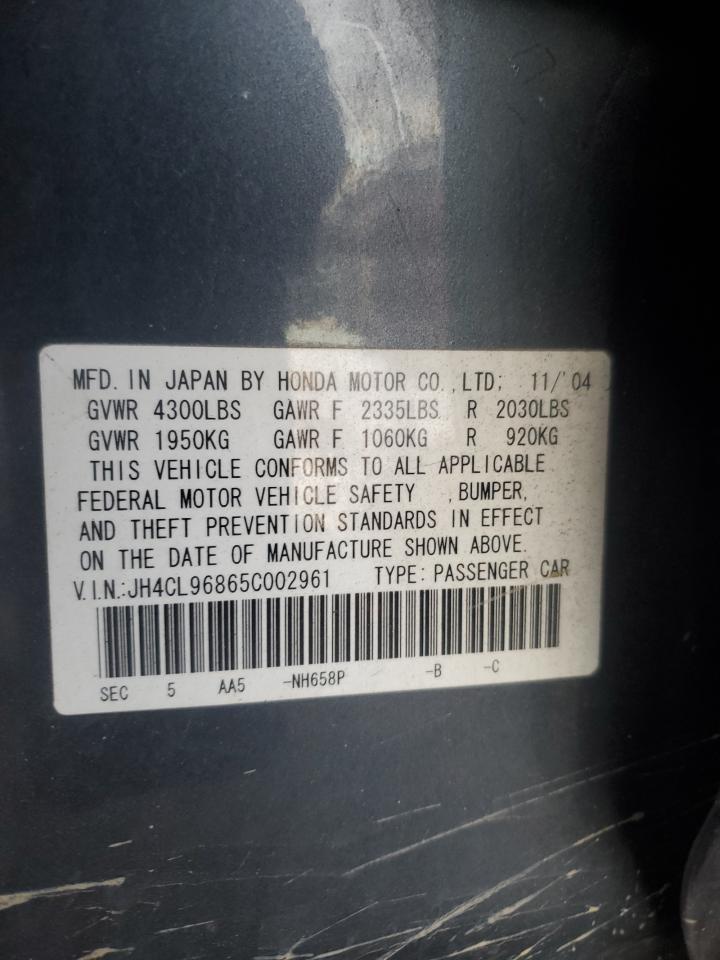 MFD. IN JAPAN BY HONDA MOTOR CO.,LTD; 11/'04
GVWR 4300LBS GAWR F 2335LBS R 2030LBS
GVWR 1950KG GAWR F 1060KG R 920KG
THIS VEHICLE CONFORMS TO ALL APPLICABLE
FEDERAL MOTOR VEHICLE SAFETY ,BUMPER,
AND THEFT PREVENTION STANDARDS IN EFFECT
ON THE DATE OF MANUFACTURE SHOWN ABOVE.
V.I.N.:JH4CL96865C002961 TYPE: PASSENGER CAR
SEC 5 AA5 -NH658P -B -C